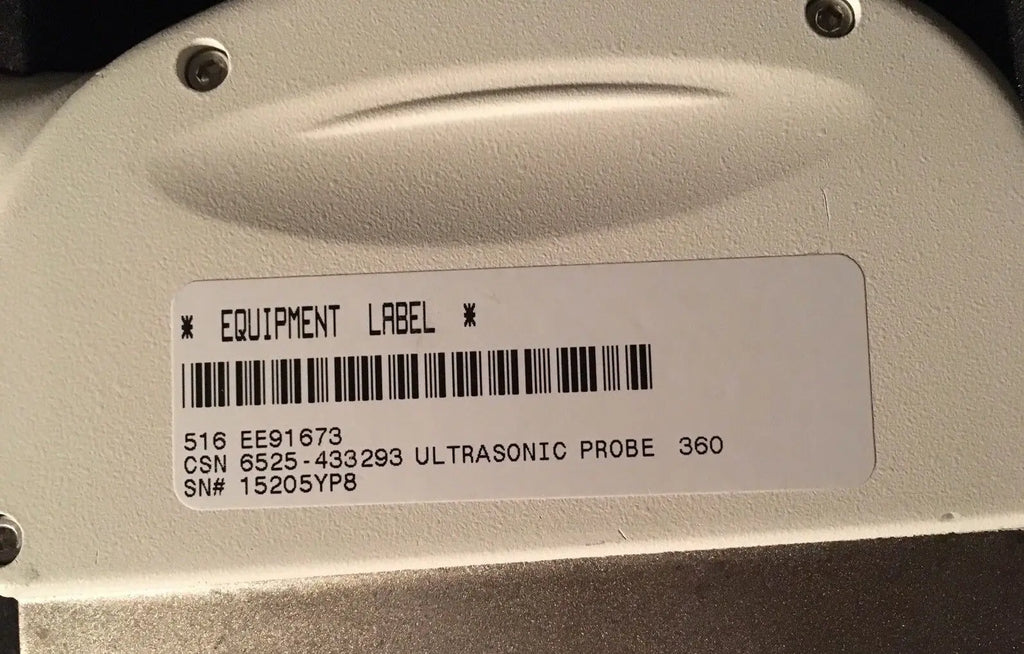 * EQUIPMENT LABEL *
516 EE91673
CSN 6525-433293 ULTRASONIC PROBE 360
SN# 15205YP8